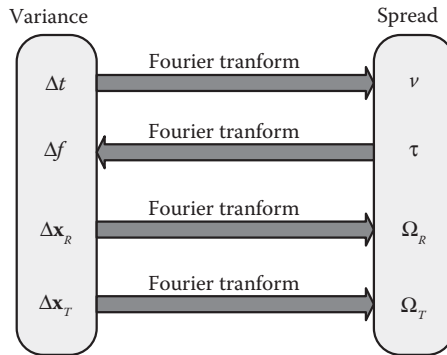 Variance Spread
Δt Fourier tranform ν
Δf Fourier tranform τ
Δx_R Fourier tranform Ω_R
Δx_T Fourier tranform Ω_T